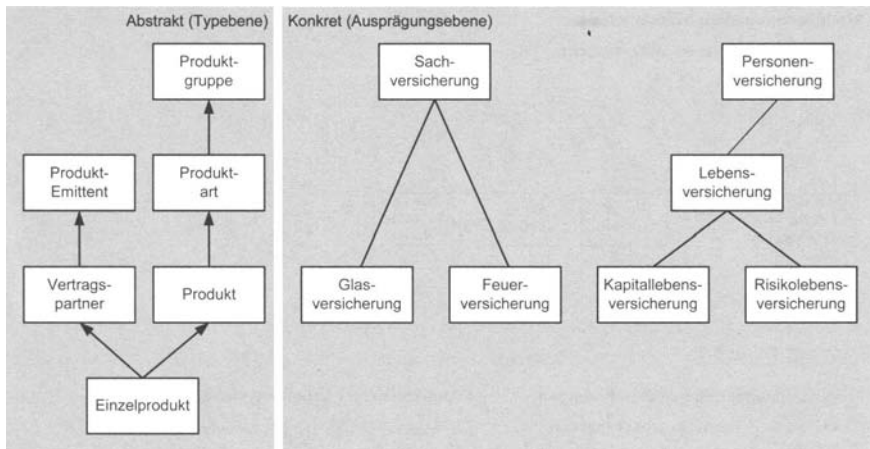 Abstrakt (Typebene)
Konkret (Ausprägungsebene)
Produkt-
gruppe
Produkt-
Emittent
Produkt-
art
Vertrags-
partner
Produkt
Einzelprodukt
Sach-
versicherung
Personen-
versicherung
Lebens-
versicherung
Glas-
versicherung
Feuer-
versicherung
Kapitallebens-
versicherung
Risikolebens-
versicherung